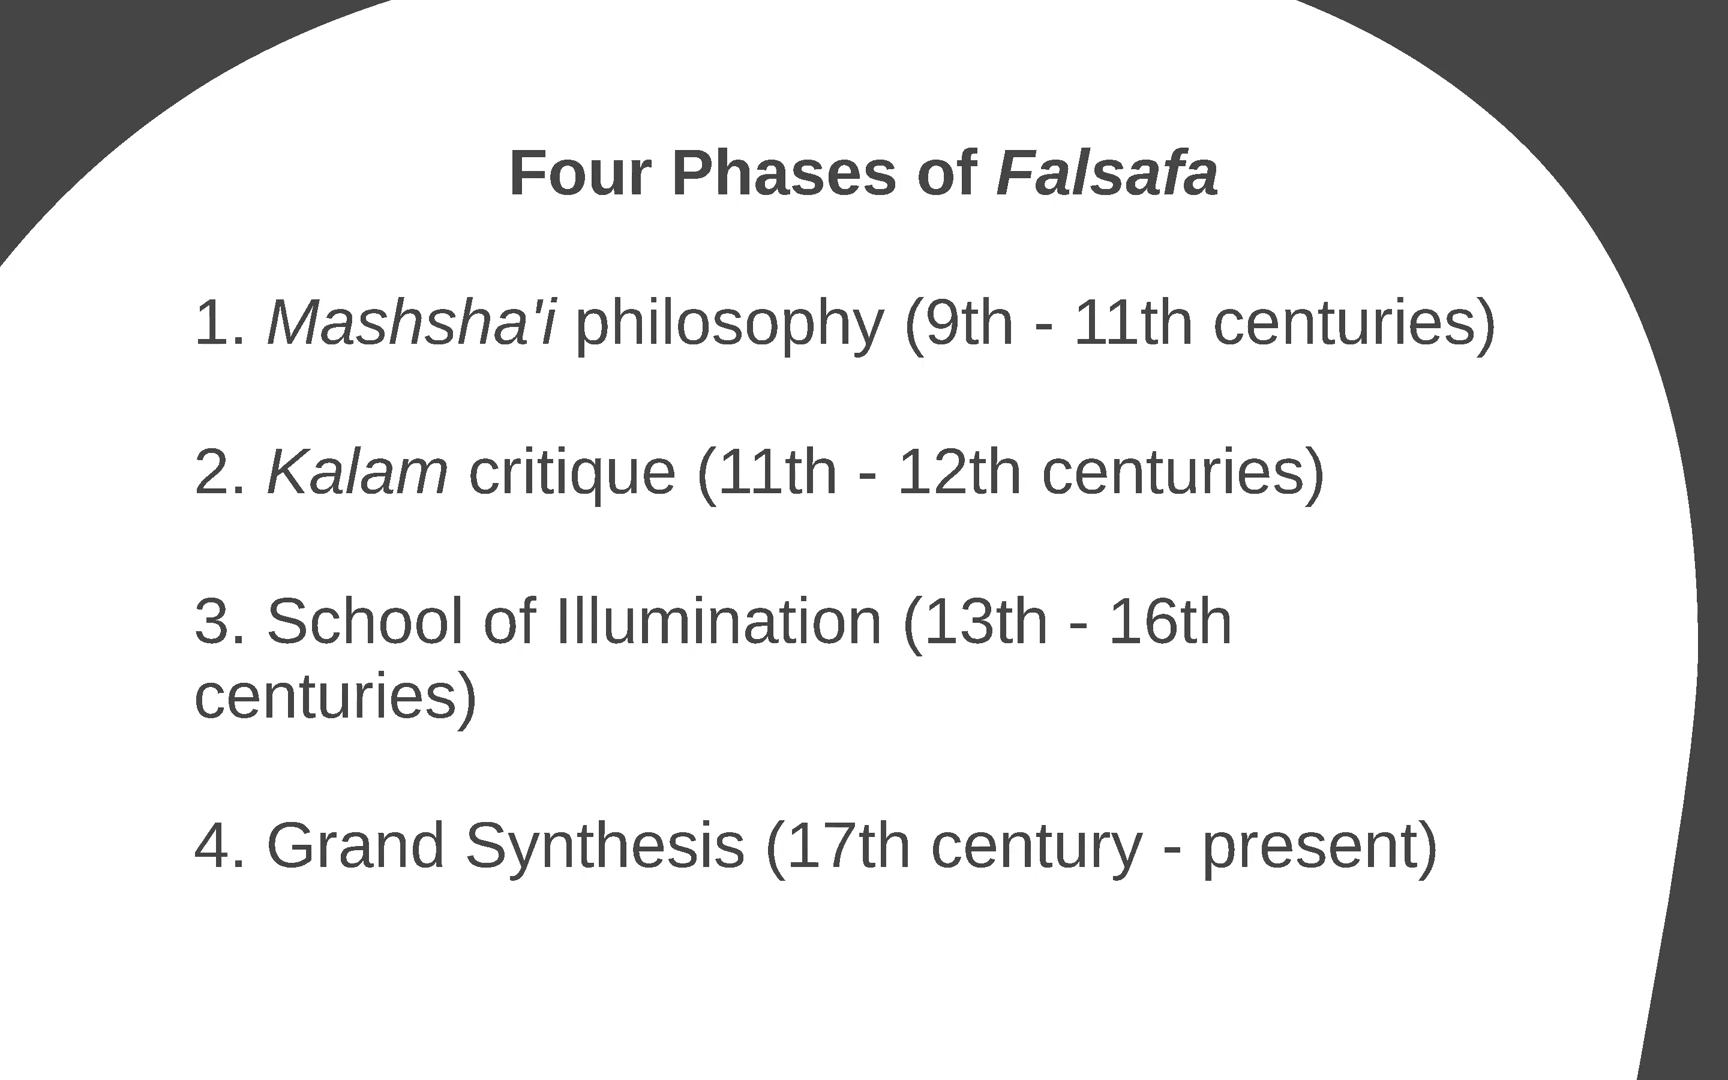 Four Phases of Falsafa
1. Mashsha'i philosophy (9th - 11th centuries)
2. Kalam critique (11th - 12th centuries)
3. School of Illumination (13th - 16th
centuries)
4. Grand Synthesis (17th century - present)